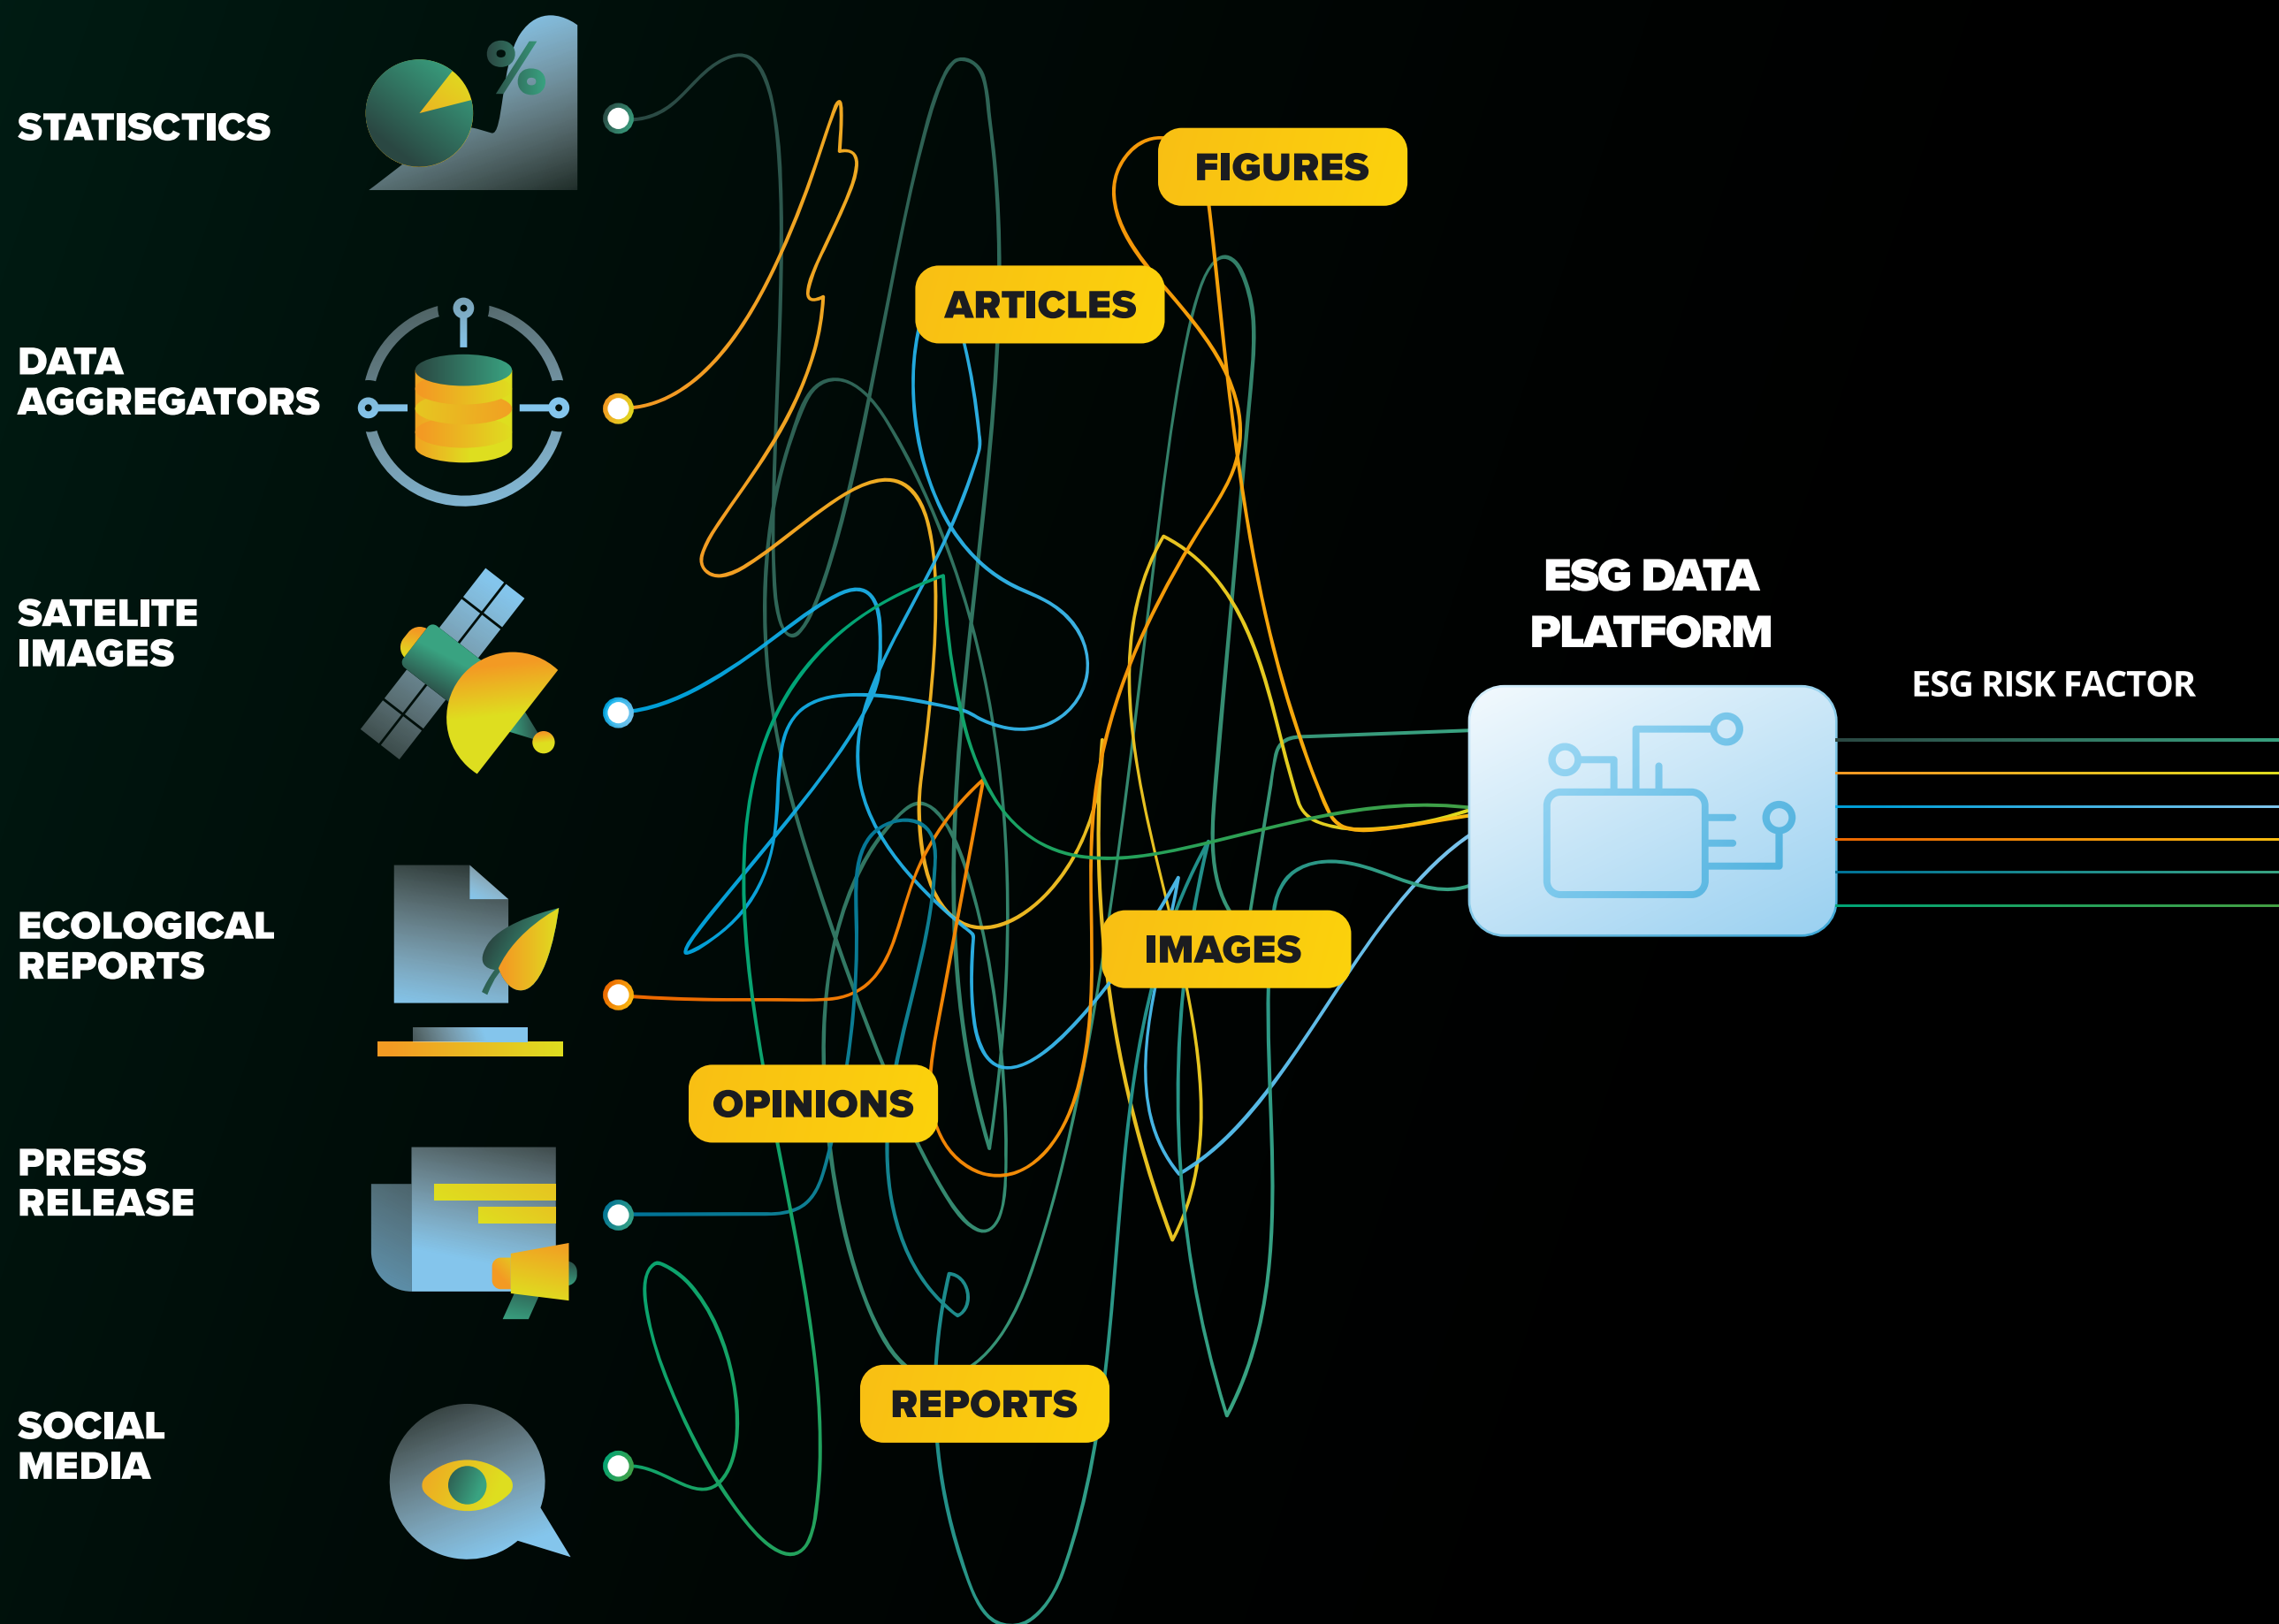 STATISCTICS
DATA
AGGREGATORS
SATELITE
IMAGES
ECOLOGICAL
REPORTS
PRESS
RELEASE
SOCIAL
MEDIA
%
FIGURES
ARTICLES
IMAGES
OPINIONS
REPORTS
ESG DATA
PLATFORM
ESG RISK FACTOR